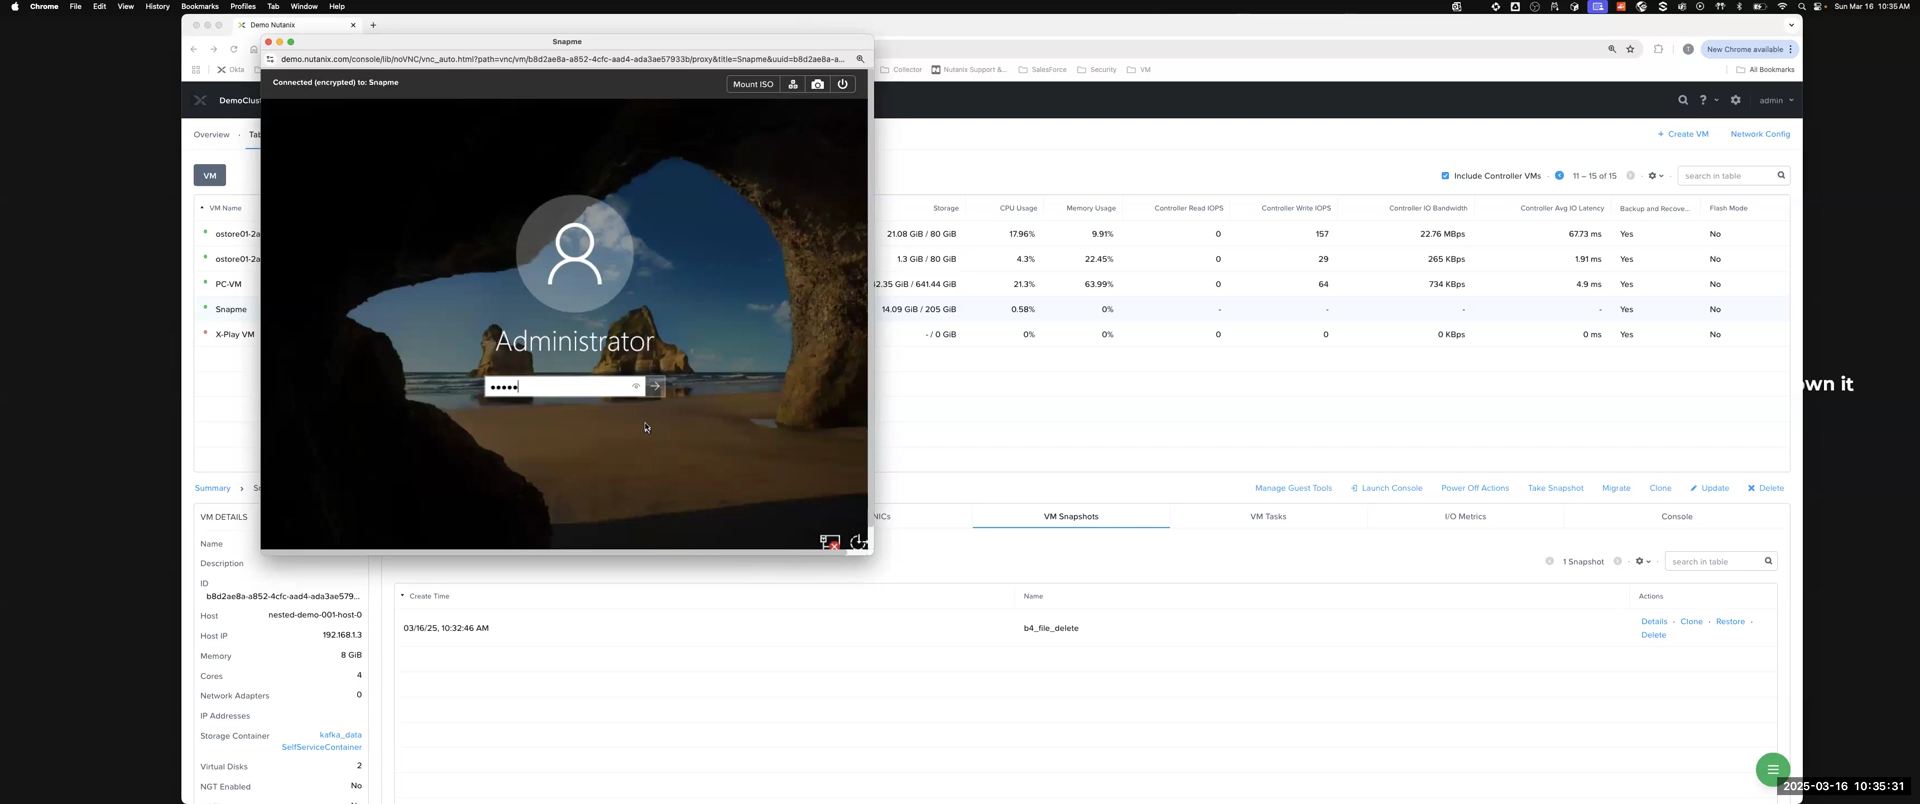 Chrome File Edit View History Bookmarks Profiles Tab Window Help Sun Mar 16 10:35 AM
Demo Nutanix
Snapme
demo.nutanix.com/console/lib/noVNC/vnc_auto.html?path=vnc/vm/b8d2ae8a-a852-4cfc-aad4-ada3ae57933b/proxy&title=Snapme&uuid=b8d2ae8a-a...
New Chrome available
Okta Collector Nutanix Support &... SalesForce Security VM All Bookmarks
Connected (encrypted) to: Snapme Mount ISO
DemoClust ? admin
Overview · Tab + Create VM Network Config
VM Include Controller VMs · 11 – 15 of 15 · search in table
VM Name Storage CPU Usage Memory Usage Controller Read IOPS Controller Write IOPS Controller IO Bandwidth Controller Avg IO Latency Backup and Recove... Flash Mode
ostore01-2a 21.08 GiB / 80 GiB 17.96% 9.91% 0 157 22.76 MBps 67.73 ms Yes No
ostore01-2a 1.3 GiB / 80 GiB 4.3% 22.45% 0 29 265 KBps 1.91 ms Yes No
PC-VM 2.35 GiB / 641.44 GiB 21.3% 63.99% 0 64 734 KBps 4.9 ms Yes No
Snapme 14.09 GiB / 205 GiB 0.58% 0% - - - - Yes No
X-Play VM - / 0 GiB 0% 0% 0 0 0 KBps 0 ms Yes No
Administrator
own it
Summary > Sn Manage Guest Tools Launch Console Power Off Actions Take Snapshot Migrate Clone Update Delete
VM DETAILS NICs VM Snapshots VM Tasks I/O Metrics Console
Name
Description
1 Snapshot · search in table
ID
b8d2ae8a-a852-4cfc-aad4-ada3ae579...
Create Time Name Actions
Host nested-demo-001-host-0
03/16/25, 10:32:46 AM b4_file_delete Details · Clone · Restore ·
Delete
Host IP 192.168.1.3
Memory 8 GiB
Cores 4
Network Adapters 0
IP Addresses
Storage Container kafka_data
SelfServiceContainer
Virtual Disks 2
NGT Enabled No
2025-03-16 10:35:31